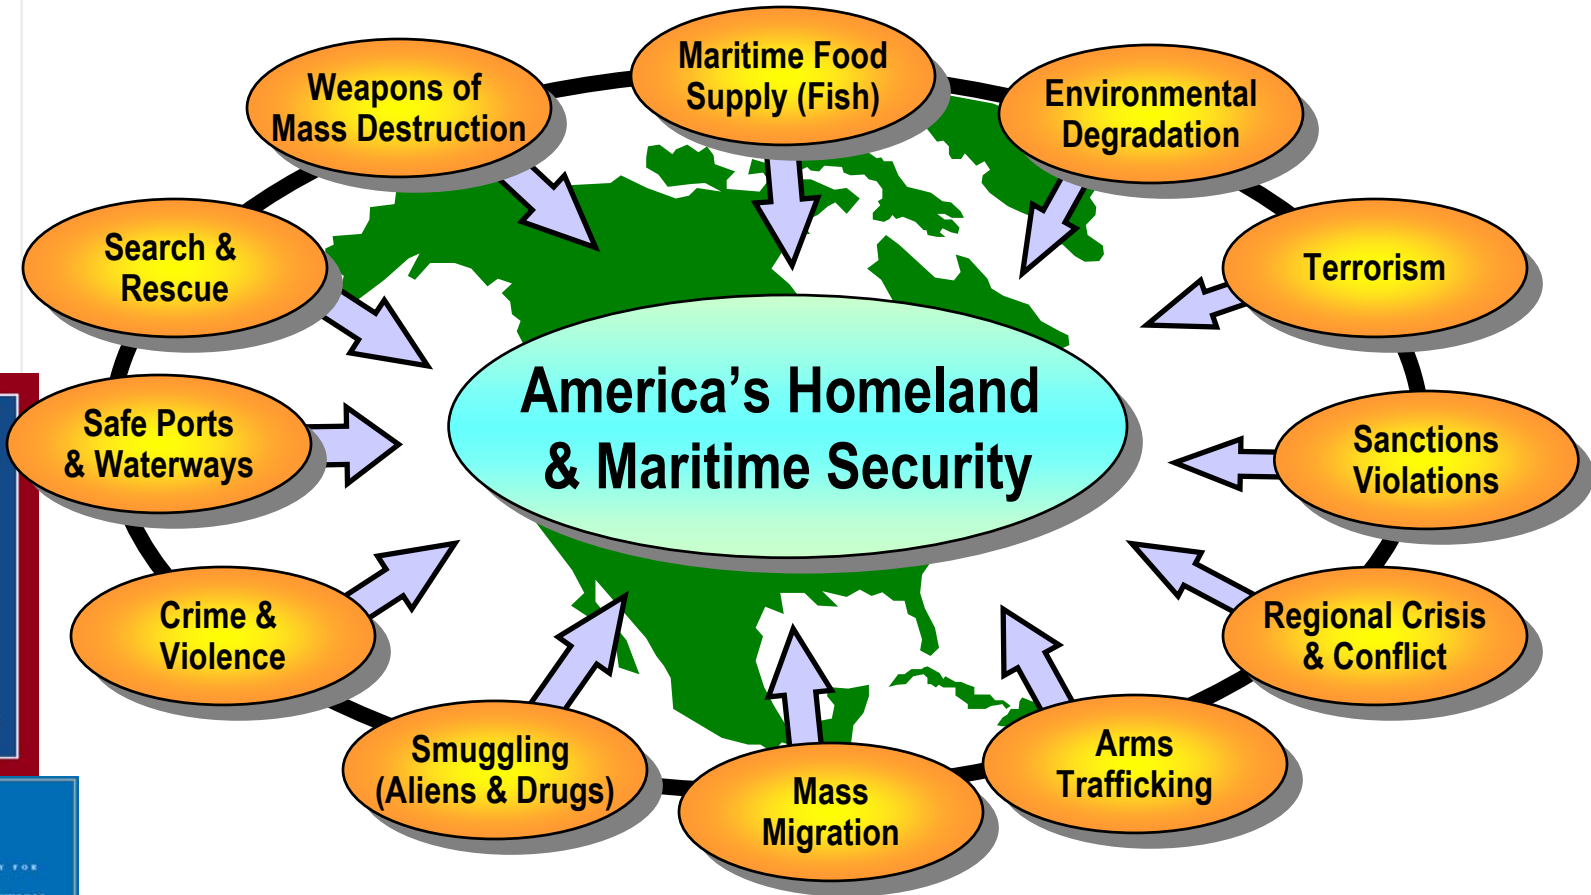 Maritime Food
Supply (Fish)
Weapons of
Mass Destruction
Environmental
Degradation
Search &
Rescue
Terrorism
America’s Homeland
& Maritime Security
Safe Ports
& Waterways
Sanctions
Violations
Crime &
Violence
Regional Crisis
& Conflict
Smuggling
(Aliens & Drugs)
Mass
Migration
Arms
Trafficking
FOR